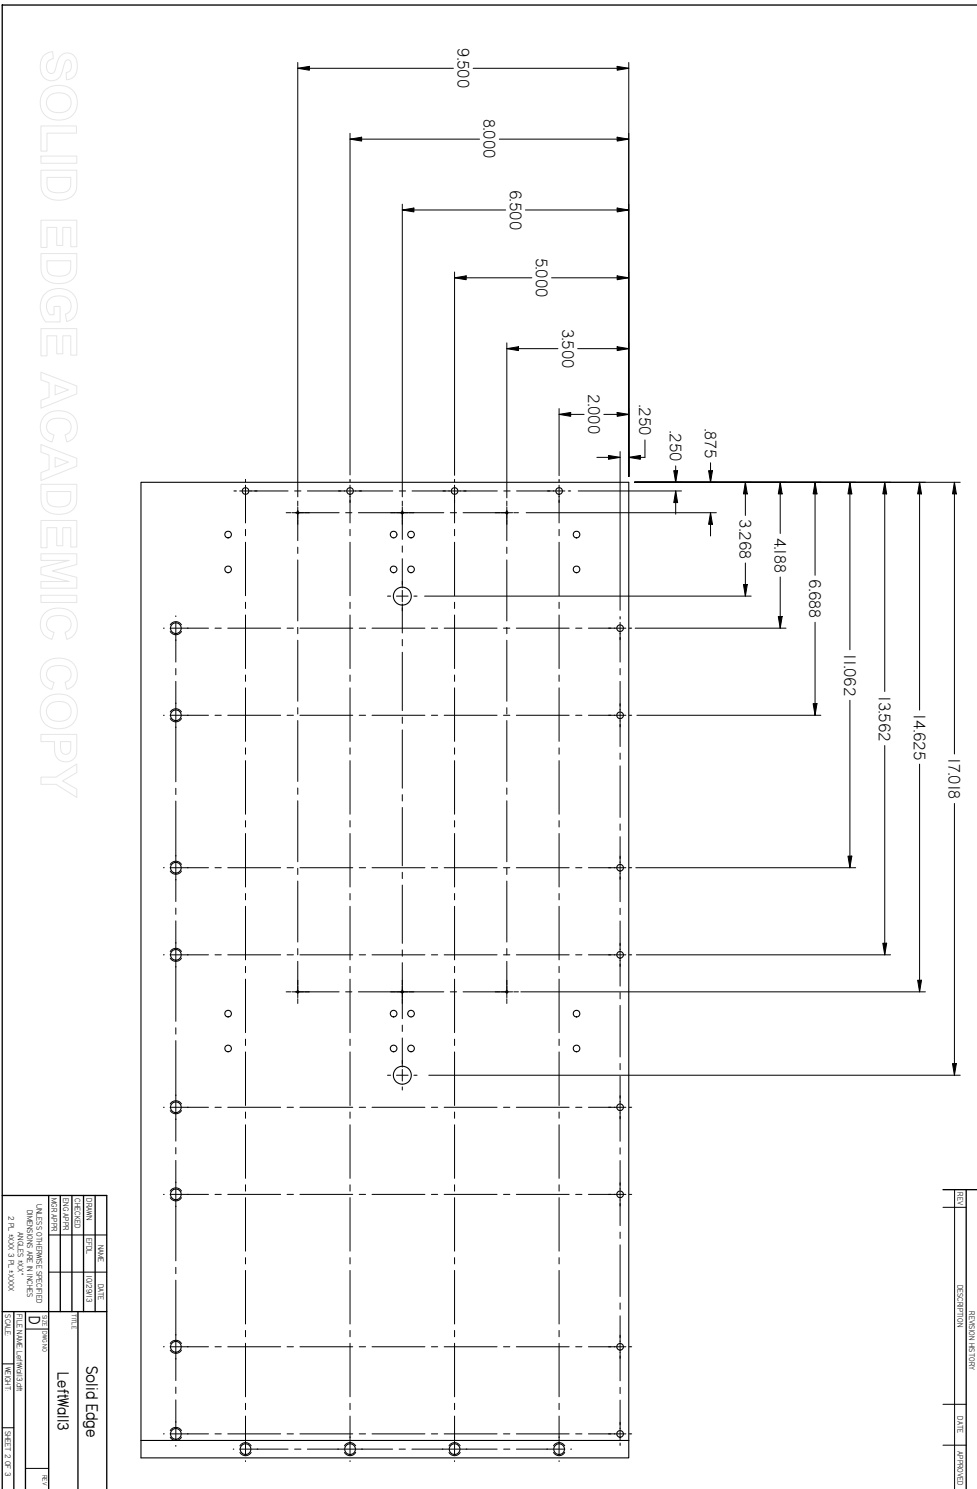 SOLID EDGE ACADEMIC COPY
9.500
8.000
6.500
5.000
3.500
2.000
.250
.250
.875
3.268
4.188
6.688
11.062
13.562
14.625
17.018
REVISION HISTORY
REV DESCRIPTION DATE APPROVED
NAME DATE
DRAWN EFDL 10/29/13
CHECKED
ENG APPR
MGR APPR
UNLESS OTHERWISE SPECIFIED
DIMENSIONS ARE IN INCHES
ANGLES ±X.X°
2 PL ±X.XX 3 PL ±X.XXX
Solid Edge
TITLE
LeftWall3
SIZE DWG NO REV
D
FILE NAME: LeftWall3.dft
SCALE: WEIGHT: SHEET 2 OF 3